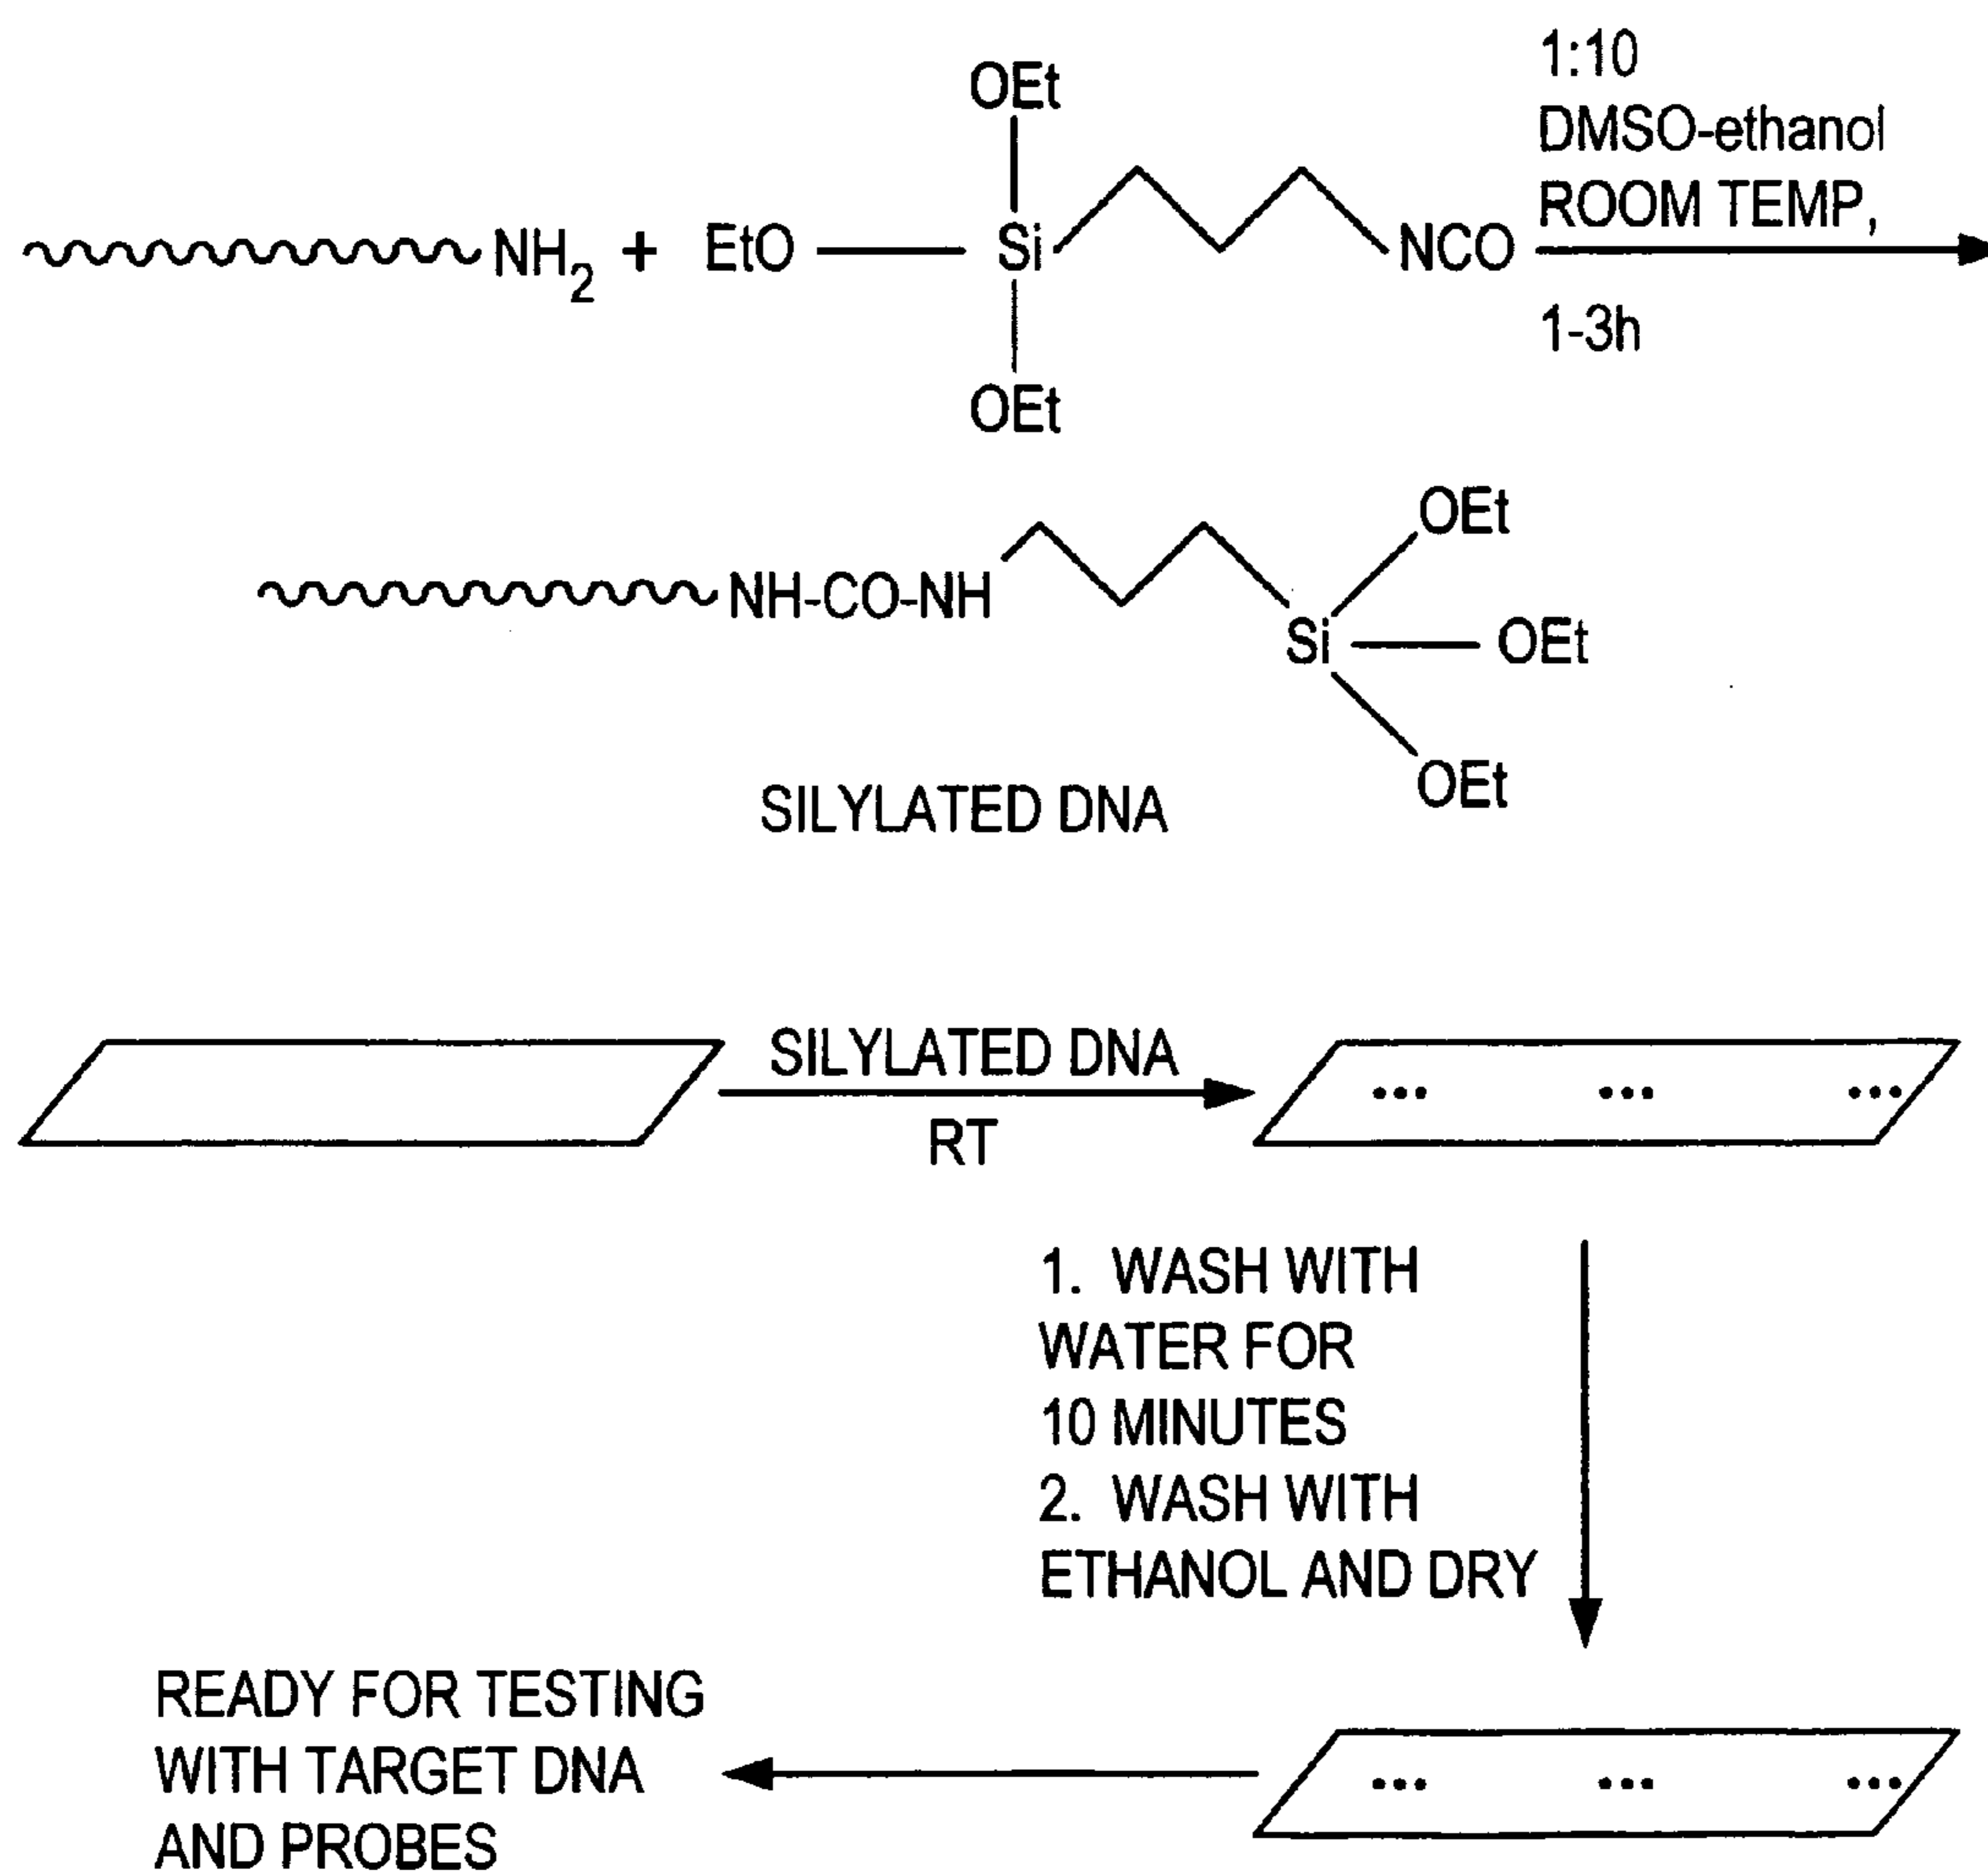 1:10
OEt
DMSO-ethanol
ROOM TEMP,
NH2 + EtO Si NCO
1-3h
OEt
OEt
NH-CO-NH
Si OEt
OEt
SILYLATED DNA
SILYLATED DNA
RT
1. WASH WITH
WATER FOR
10 MINUTES
2. WASH WITH
ETHANOL AND DRY
READY FOR TESTING
WITH TARGET DNA
AND PROBES